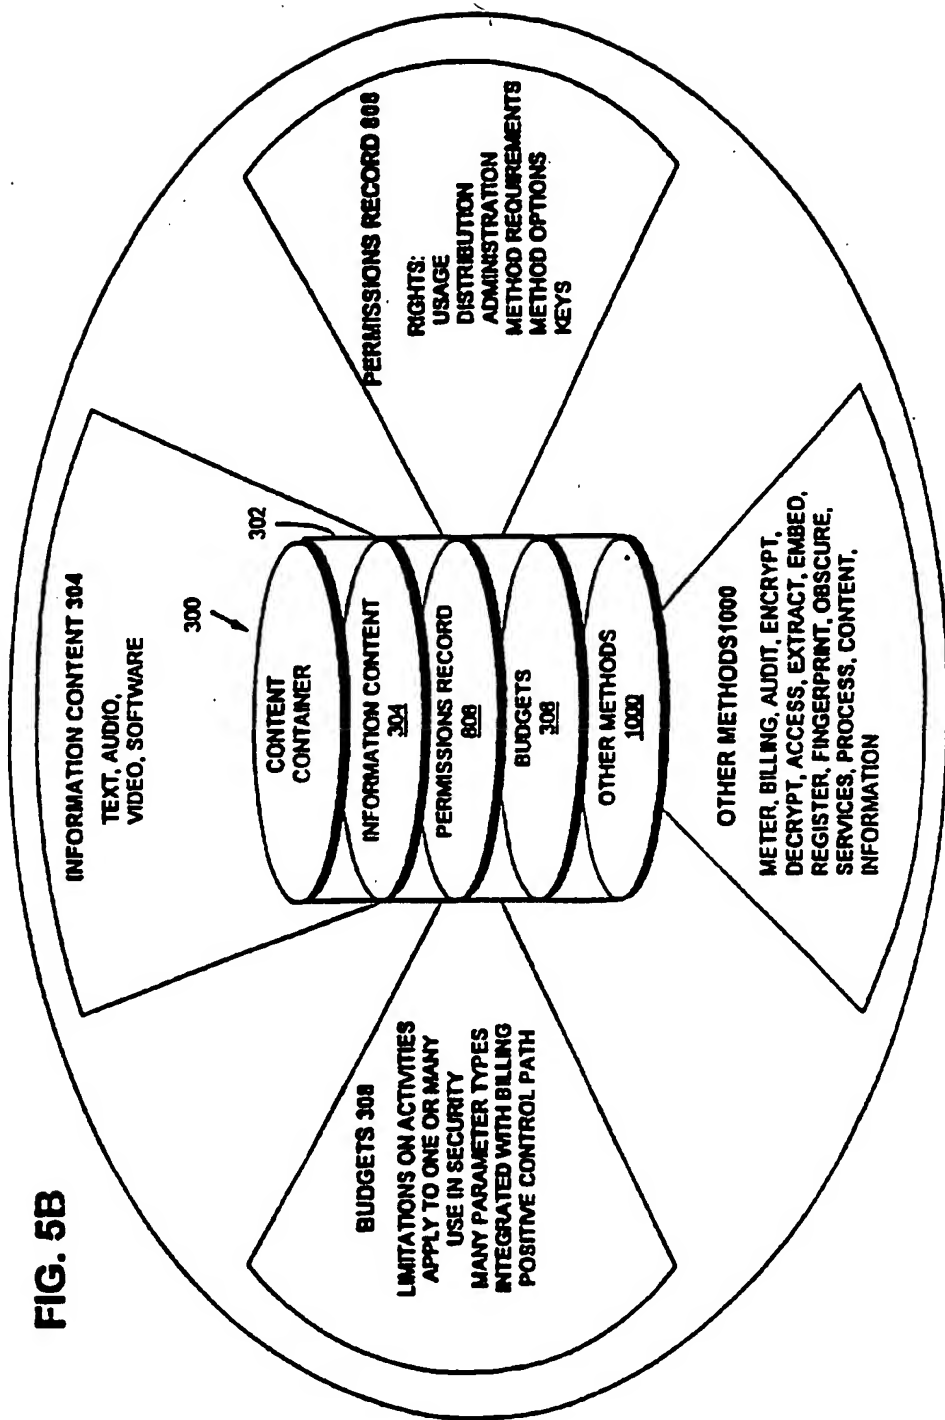 FIG. 5B
INFORMATION CONTENT 304
TEXT, AUDIO,
VIDEO, SOFTWARE
300
302
CONTENT
CONTAINER
INFORMATION CONTENT
304
PERMISSIONS RECORD
808
BUDGETS
308
OTHER METHODS
1000
BUDGETS 308
LIMITATIONS ON ACTIVITIES
APPLY TO ONE OR MANY
USE IN SECURITY
MANY PARAMETER TYPES
INTEGRATED WITH BILLING
POSITIVE CONTROL PATH
PERMISSIONS RECORD 808
RIGHTS:
USAGE
DISTRIBUTION
ADMINISTRATION
METHOD REQUIREMENTS
METHOD OPTIONS
KEYS
OTHER METHODS1000
METER, BILLING, AUDIT, ENCRYPT,
DECRYPT, ACCESS, EXTRACT, EMBED,
REGISTER, FINGERPRINT, OBSCURE,
SERVICES, PROCESS, CONTENT,
INFORMATION